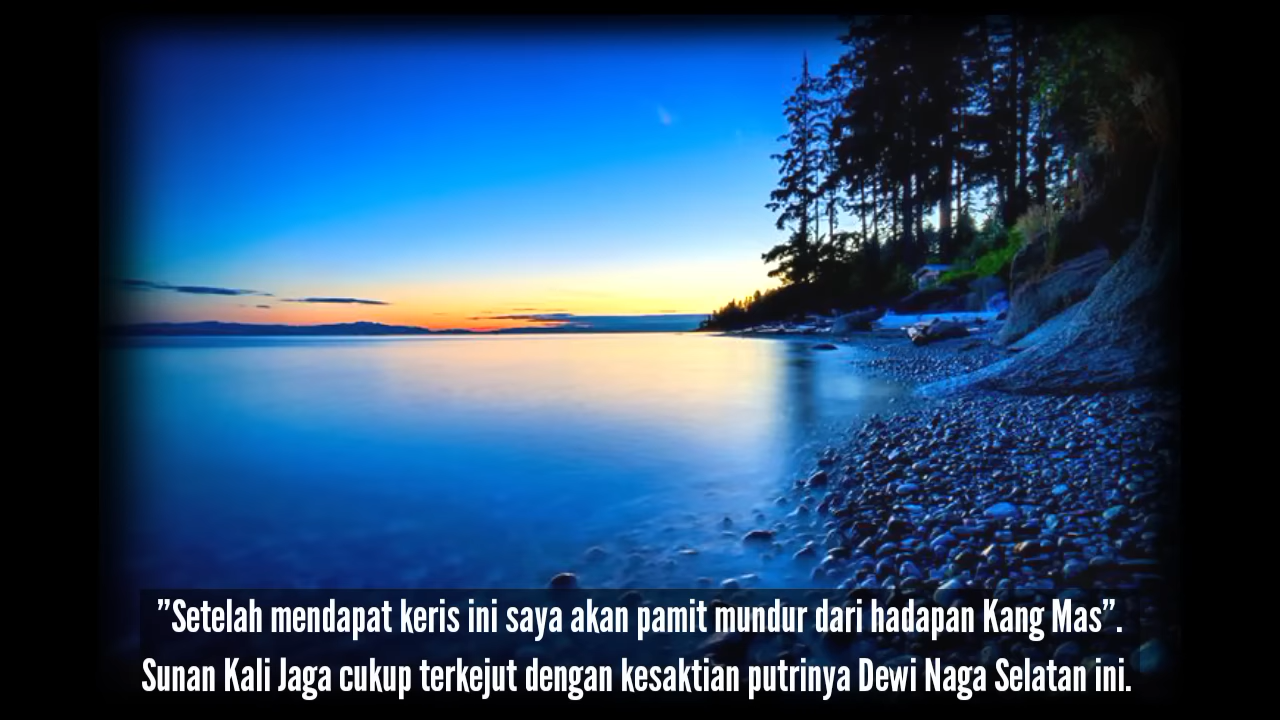 ”Setelah mendapat keris ini saya akan pamit mundur dari hadapan Kang Mas”.
Sunan Kali Jaga cukup terkejut dengan kesaktian putrinya Dewi Naga Selatan ini.